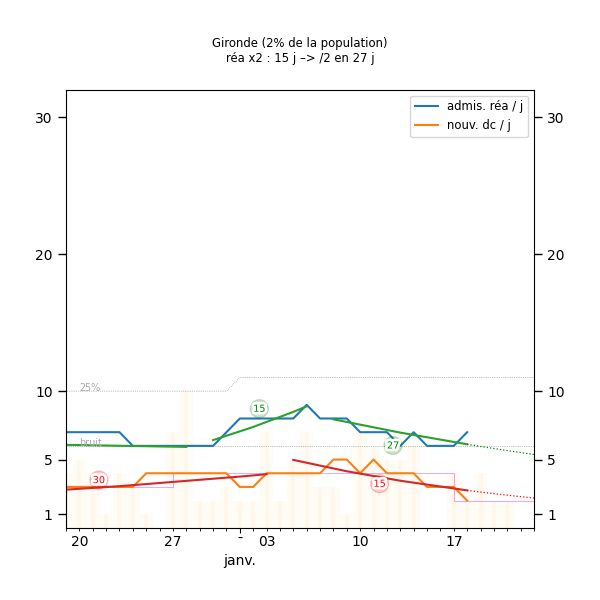 Gironde (2% de la population)
réa x2 : 15 j –> /2 en 27 j
admis. réa / j
nouv. dc / j
30 30
20 20
25%
10 10
15
bruit
27
5 5
30
15
1 1
20 27 - 03 10 17
janv.